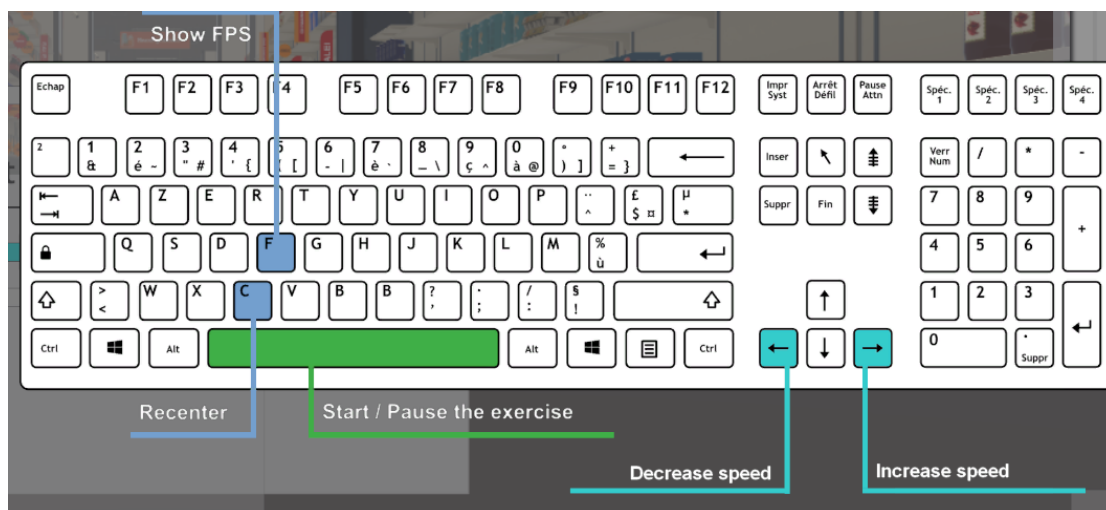 Show FPS
Echap F1 F2 F3 F4 F5 F6 F7 F8 F9 F10 F11 F12 Impr Syst Arrêt Défil Pause Attn Spéc. 1 Spéc. 2 Spéc. 3 Spéc. 4
2 1 & 2 é ~ 3 " # 4 ' { 5 ( [ 6 - | 7 è ` 8 _ \ 9 ç ^ 0 à @ ° ) ] + = } ← Inser ↖ Verr Num / * -
A Z E R T Y U I O P ¨ ^ £ $ ¤ µ * Suppr Fin 7 8 9 +
Q S D F G H J K L M % ù 4 5 6
> < W X C V B B ? , . ; / : § ! ↑ 1 2 3
Ctrl Alt Alt Ctrl ← ↓ → 0 . Suppr
Recenter
Start / Pause the exercise
Decrease speed
Increase speed